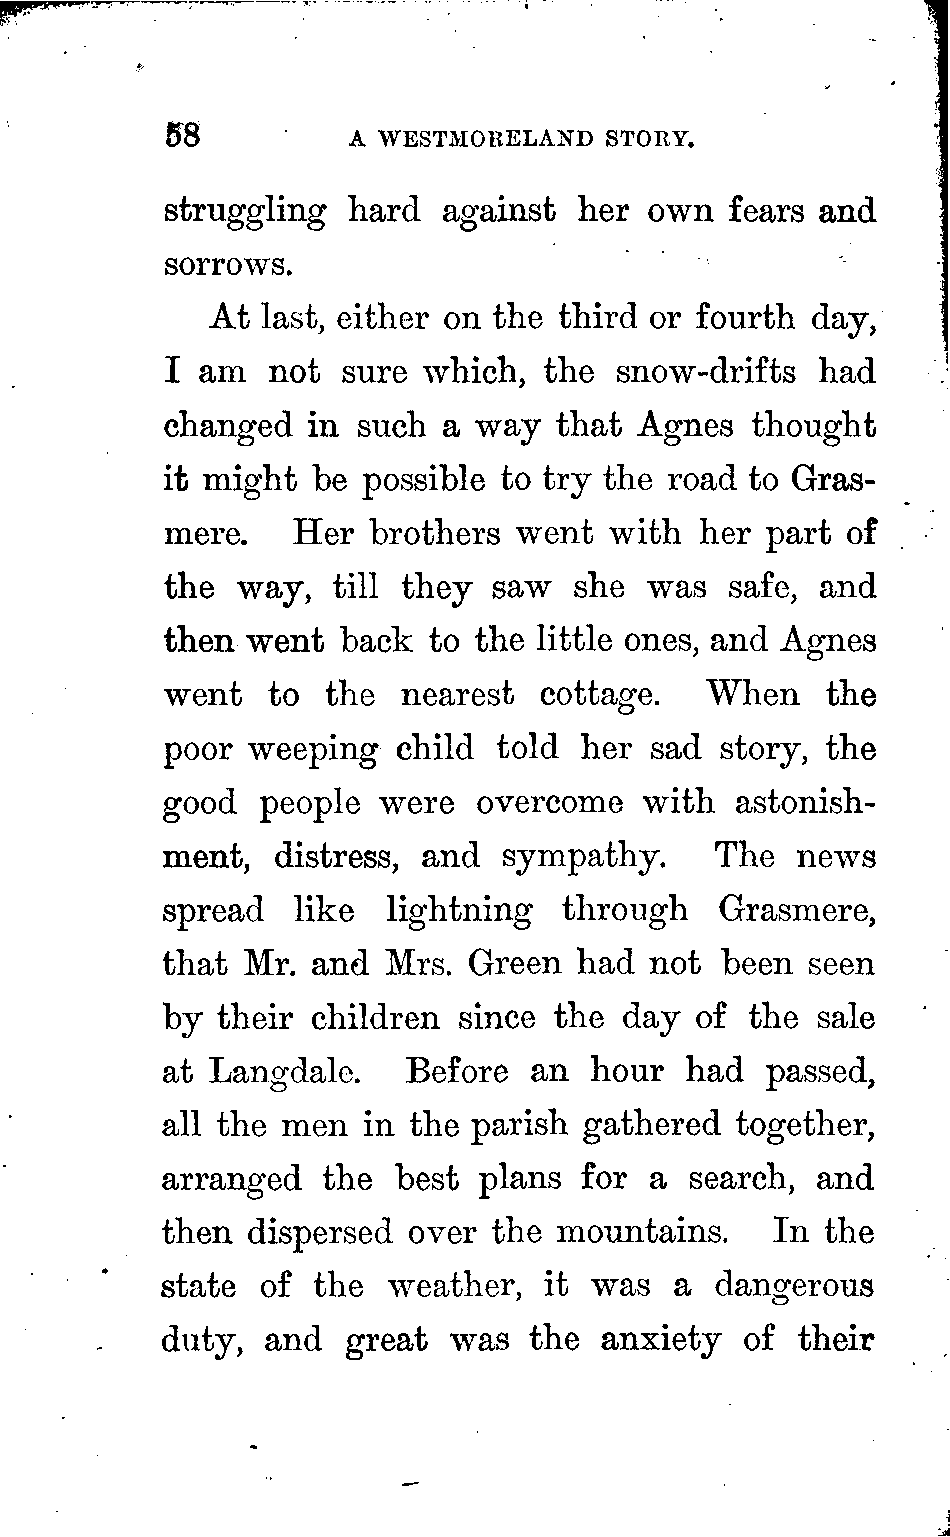 58 A WESTMORELAND STORY.
struggling hard against her own fears and
sorrows.
At last, either on the third or fourth day,
I am not sure which, the snow-drifts had
changed in such a way that Agnes thought
it might be possible to try the road to Gras-
mere. Her brothers went with her part of
the way, till they saw she was safe, and
then went back to the little ones, and Agnes
went to the nearest cottage. When the
poor weeping child told her sad story, the
good people were overcome with astonish-
ment, distress, and sympathy. The news
spread like lightning through Grasmere,
that Mr. and Mrs. Green had not been seen
by their children since the day of the sale
at Langdale. Before an hour had passed,
all the men in the parish gathered together,
arranged the best plans for a search, and
then dispersed over the mountains. In the
state of the weather, it was a dangerous
duty, and great was the anxiety of their